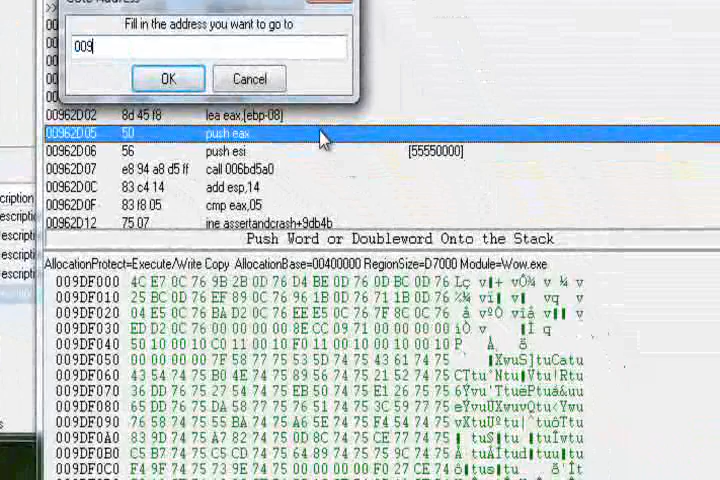 Goto Address
Fill in the address you want to go to
009
OK
Cancel
00962D02 8d 45 f8 lea eax,[ebp-08]
00962D05 50 push eax
00962D06 56 push esi [55550000]
00962D07 e8 94 a8 d5 ff call 006bd5a0
00962D0C 83 c4 14 add esp,14
00962D0F 83 f8 05 cmp eax,05
00962D12 75 07 jne assertandcrash+9db4b
Push Word or Doubleword Onto the Stack
cription
escription
escripti
escripti
escripti
escripti
AllocationProtect=Execute/Write Copy AllocationBase=00400000 RegionSize=D7000 Module=Wow.exe
009DF000 4C E7 0C 76 9B 2B 0D 76 D4 BE 0D 76 0D BC 0D 76
009DF010 25 BC 0D 76 EF 89 0C 76 96 1B 0D 76 71 1B 0D 76
009DF020 04 E5 0C 76 BA D2 0C 76 EE E5 0C 76 7F 8C 0C 76
009DF030 ED D2 0C 76 00 00 00 00 8E CC 09 71 00 00 00 00
009DF040 50 10 00 10 C0 11 00 10 F0 11 00 10 00 10 00 10
009DF050 00 00 00 00 7F 58 77 75 53 5D 74 75 43 61 74 75
009DF060 43 54 74 75 B0 4E 74 75 89 56 74 75 21 52 74 75
009DF070 36 DD 76 75 27 54 74 75 EB 50 74 75 E1 26 75 75
009DF080 65 DD 76 75 DA 58 77 75 76 51 74 75 3C 59 77 75
009DF090 76 58 74 75 55 BA 74 75 A6 5E 74 75 F4 54 74 75
009DF0A0 83 9D 74 75 A7 82 74 75 0D 8C 74 75 CE 77 74 75
009DF0B0 C5 B7 74 75 C5 CD 74 75 64 89 74 75 75 9C 74 75
009DF0C0 F4 9F 74 75 73 9E 74 75 00 00 00 00 F0 27 CE 74